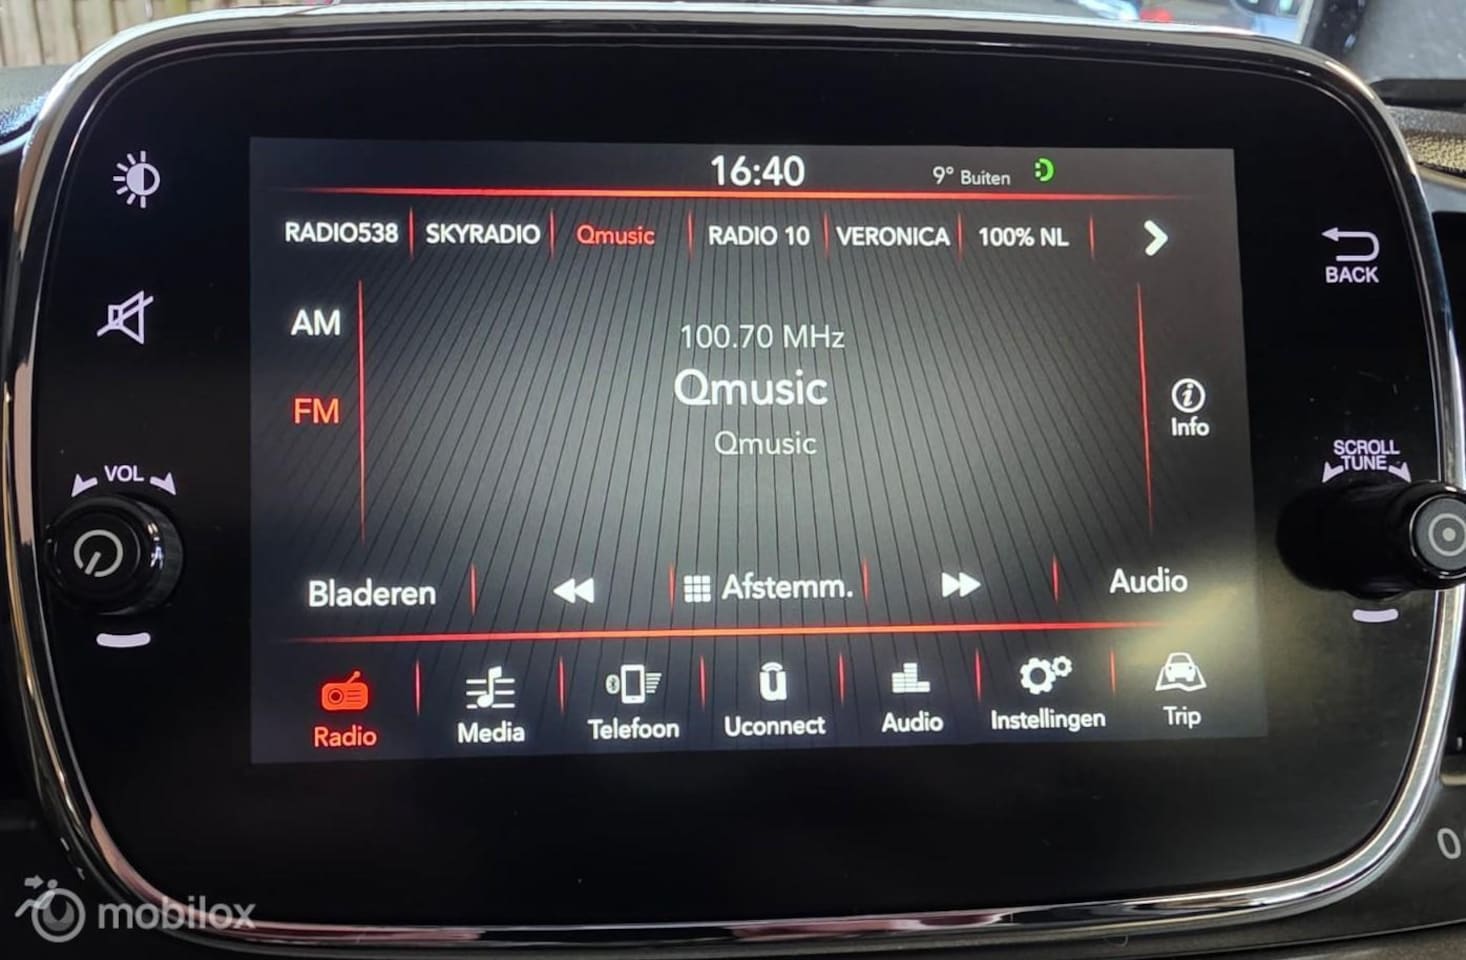 16:40
9° Buiten
RADIO538
SKYRADIO
Qmusic
RADIO 10
VERONICA
100% NL
BACK
AM
100.70 MHz
Qmusic
FM
Info
Qmusic
VOL
SCROLL
TUNE
Bladeren
Afstemm.
Audio
Radio
Media
Telefoon
Uconnect
Audio
Instellingen
Trip
mobilox